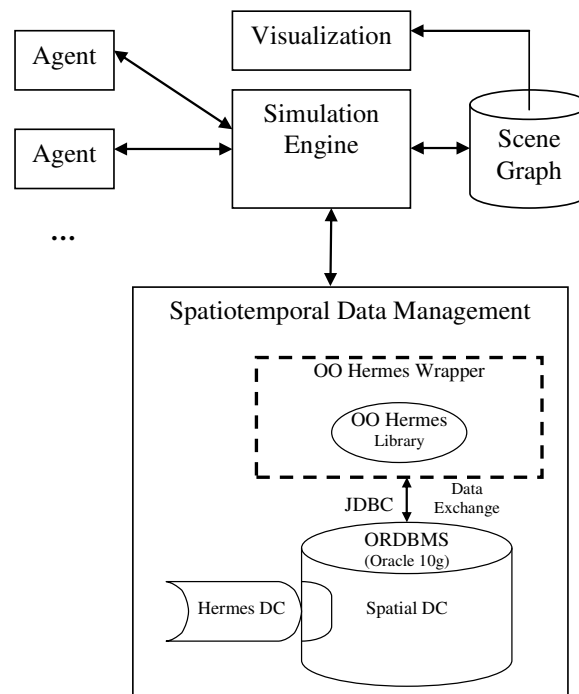 Agent
Visualization
Agent
Simulation
Engine
Scene
Graph
...
Spatiotemporal Data Management
OO Hermes Wrapper
OO Hermes
Library
JDBC
Data
Exchange
ORDBMS
(Oracle 10g)
Hermes DC
Spatial DC